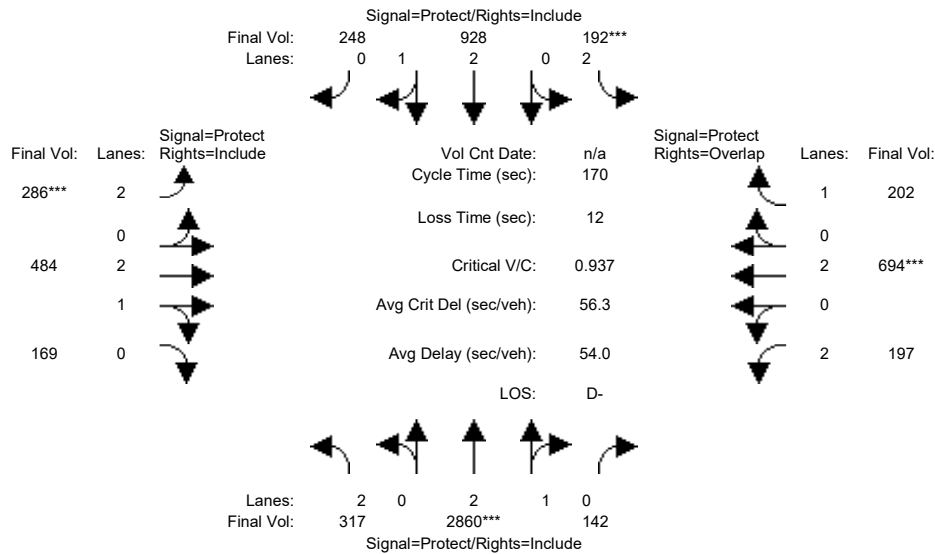 Signal=Protect/Rights=Include
Final Vol: 248 928 192***
Lanes: 0 1 2 0 2
Signal=Protect
Final Vol: Lanes: Rights=Include
Vol Cnt Date: n/a
Signal=Protect
Rights=Overlap Lanes: Final Vol:
Cycle Time (sec): 170
286*** 2
1 202
Loss Time (sec): 12
0
0
484 2
Critical V/C: 0.937
2 694***
1
Avg Crit Del (sec/veh): 56.3
0
169 0
Avg Delay (sec/veh): 54.0
2 197
LOS: D-
Lanes: 2 0 2 1 0
Final Vol: 317 2860*** 142
Signal=Protect/Rights=Include